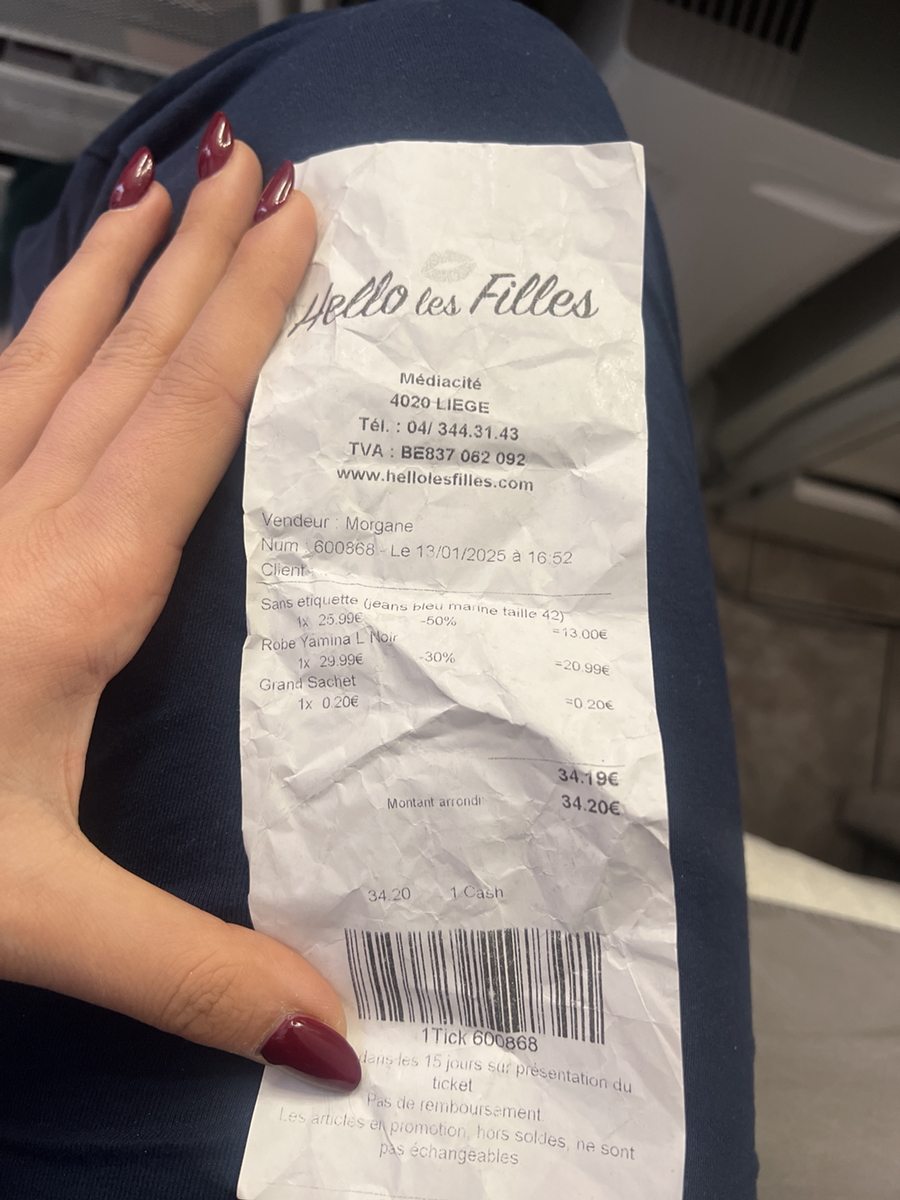 Hello les Filles
Médiacité
4020 LIEGE
Tél. : 04/ 344.31.43
TVA : BE837 062 092
www.hellolesfilles.com
Vendeur : Morgane
Num : 600868 - Le 13/01/2025 à 16:52
Client
Sans etiquette (jeans bleu marine taille 42)
1x 25.99€ -50% =13.00€
Robe Yamina L Noir
1x 29.99€ -30% =20.99€
Grand Sachet
1x 0.20€ =0.20€
34.19€
Montant arrondi 34.20€
34.20 1 Cash
1Tick 600868
dans les 15 jours sur présentation du
ticket
Pas de remboursement
Les articles en promotion, hors soldes, ne sont
pas échangeables